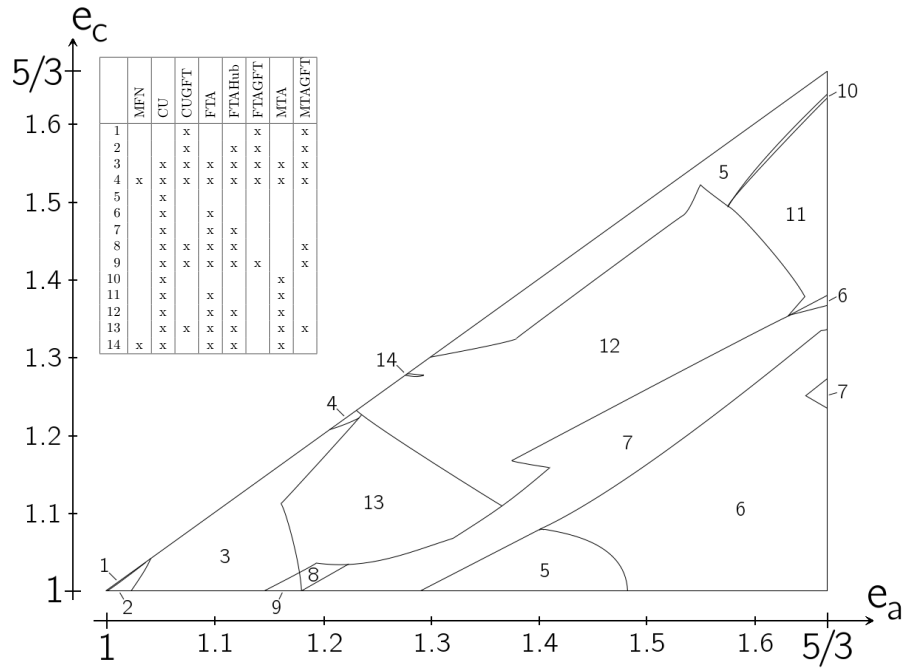 e_c
5/3
1.6
1.5
1.4
1.3
1.2
1.1
1
MFN CU CUGFT FTA FTAHub FTAGFT MTA MTAGFT
1 x x x
2 x x x x
3 x x x x x x x
4 x x x x x x x x
5 x
6 x x
7 x x x
8 x x x x x
9 x x x x x x
10 x x
11 x x x
12 x x x x
13 x x x x x x
14 x x x x x
10
5
11
6
12
14
7
4
7
13
6
3
1
8
5
2
9
e_a
1 1.1 1.2 1.3 1.4 1.5 1.6 5/3